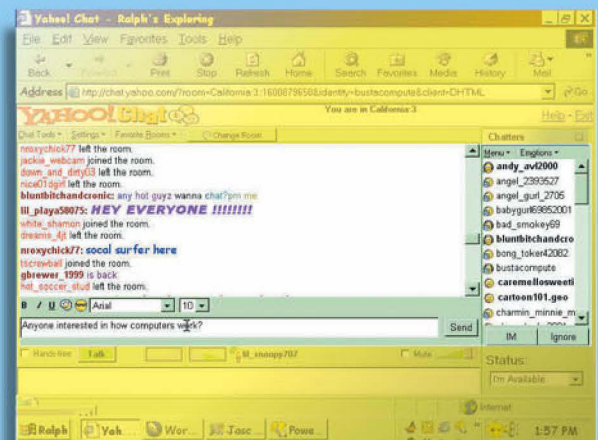 Yahoo! Chat - Ralph's Exploring
File Edit View Favorites Tools Help
Back Forward Print Stop Refresh Home Search Favorites Media History Mail
Address http://chat.yahoo.com/?room=California:3:1600879650&identity=bustacompute&client=DHTML Go
YAHOO! Chat You are in California:3 Help - Exit
Chat Tools Settings Favorite Rooms Change Room Chatters
nroxychick77 left the room.
jackie_webcam joined the room.
down_and_dirty03 left the room.
nice01dgirl left the room.
bluntbitchandcronic: any hot guyz wanna chat?pm me
lil_playa58075: HEY EVERYONE !!!!!!!!
white_shamon joined the room.
dreams_4jt left the room.
nroxychick77: socal surfer here
tscrewball joined the room.
gbrewer_1999 is back
hot_soccer_stud left the room.
Menu Emotions
andy_avl2000
angel_2393527
angel_gurl_2705
babygurl69852001
bad_smokey69
bluntbitchandcro
bong_toker42082
bustacompute
caremellosweeti
cartoon101.geo
charmin_minnie_m
B / U Arial 10
Anyone interested in how computers work? Send
IM Ignore
Hands free Talk lil_snoopy707 Mute
Status:
I'm Available
Internet
Ralph Yah... Wor... Jasc... Powe... 1:57 PM